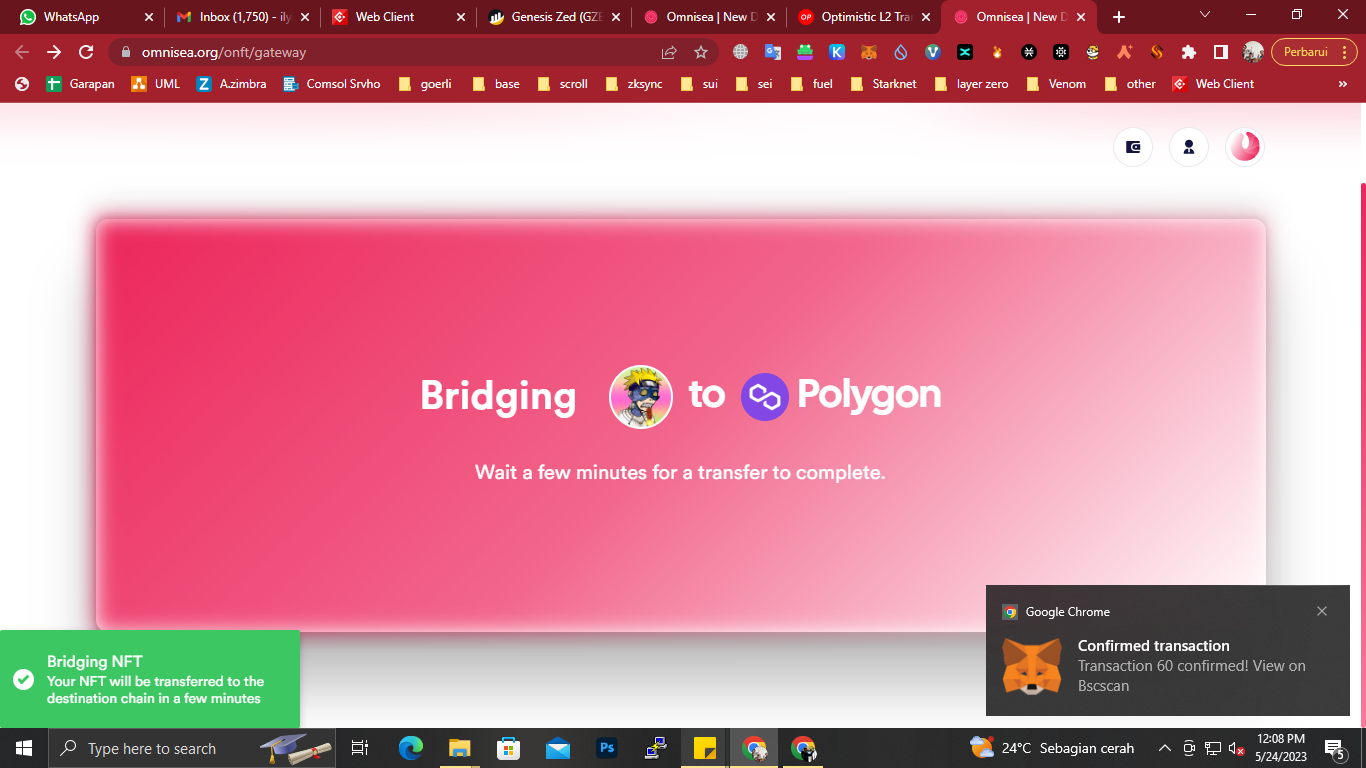 WhatsApp
Inbox (1,750) - ily
Web Client
Genesis Zed (GZE
Omnisea | New D
OP
Optimistic L2 Tra
Omnisea | New D
omnisea.org/onft/gateway
Perbarui
Garapan
UML
Z A.zimbra
Comsol Srvho
goerli
base
scroll
zksync
sui
sei
fuel
Starknet
layer zero
Venom
other
Web Client
»
Bridging to Polygon
Wait a few minutes for a transfer to complete.
Bridging NFT
Your NFT will be transferred to the
destination chain in a few minutes
Google Chrome
Confirmed transaction
Transaction 60 confirmed! View on
Bscscan
Type here to search
Ps
24°C Sebagian cerah
12:08 PM
5/24/2023
5